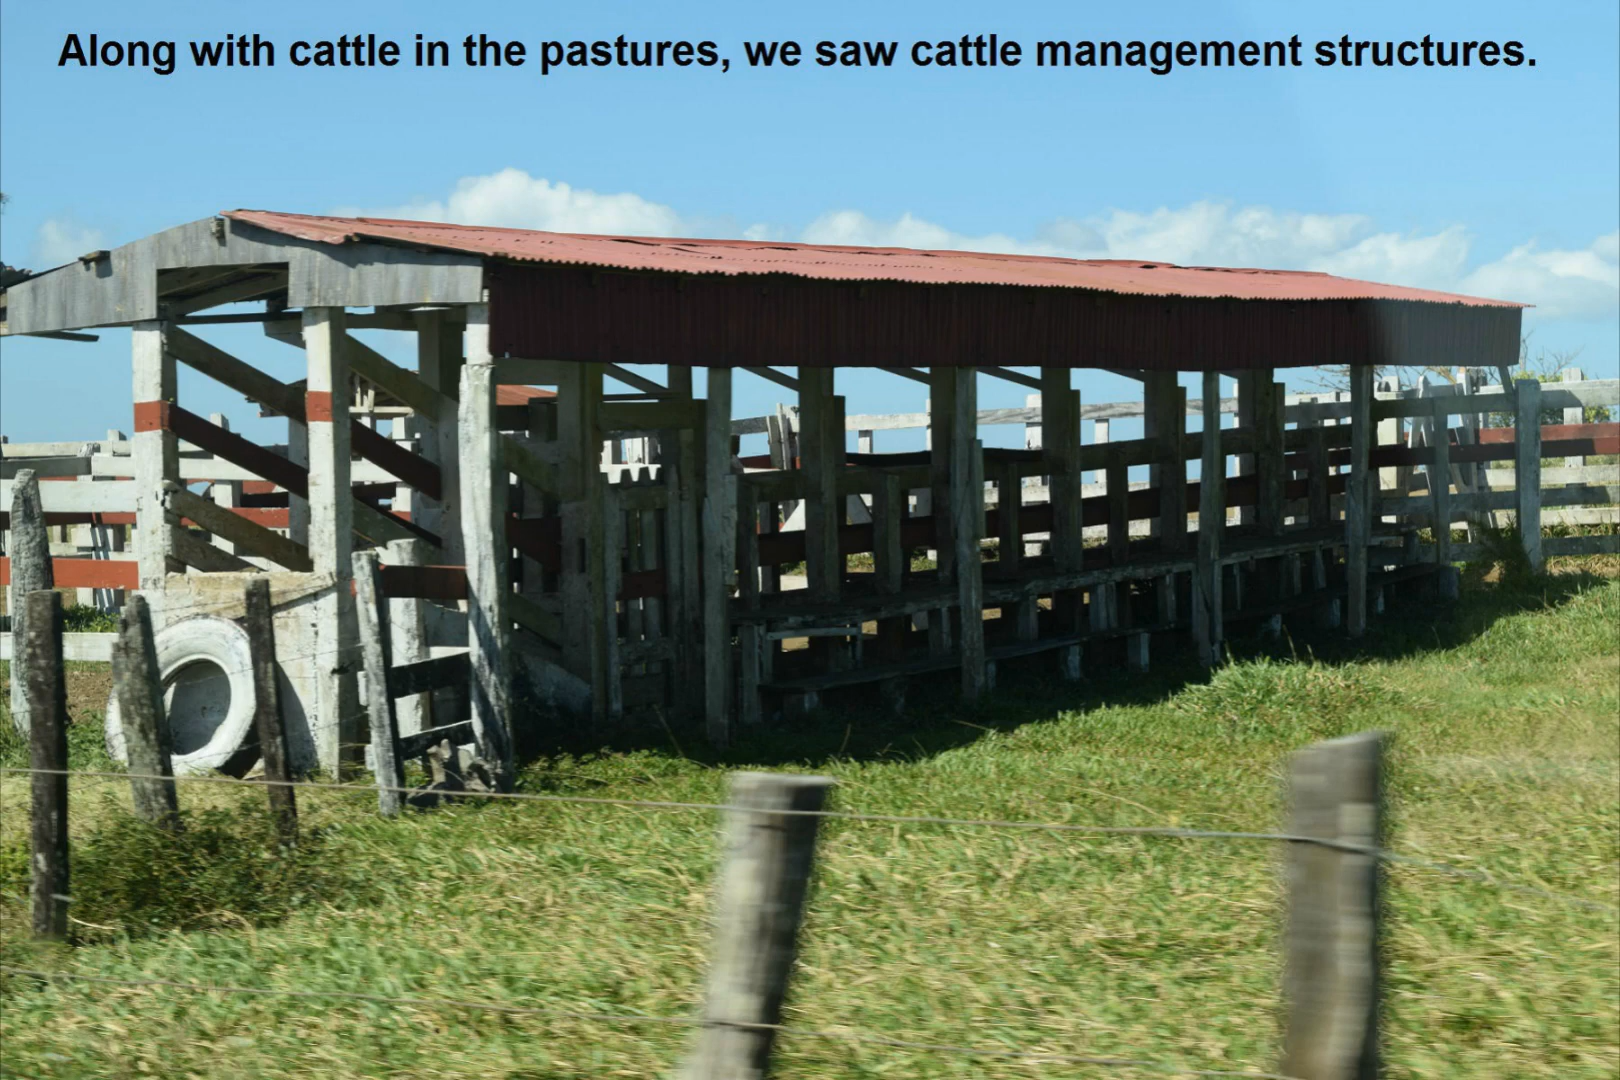 Along with cattle in the pastures, we saw cattle management structures.